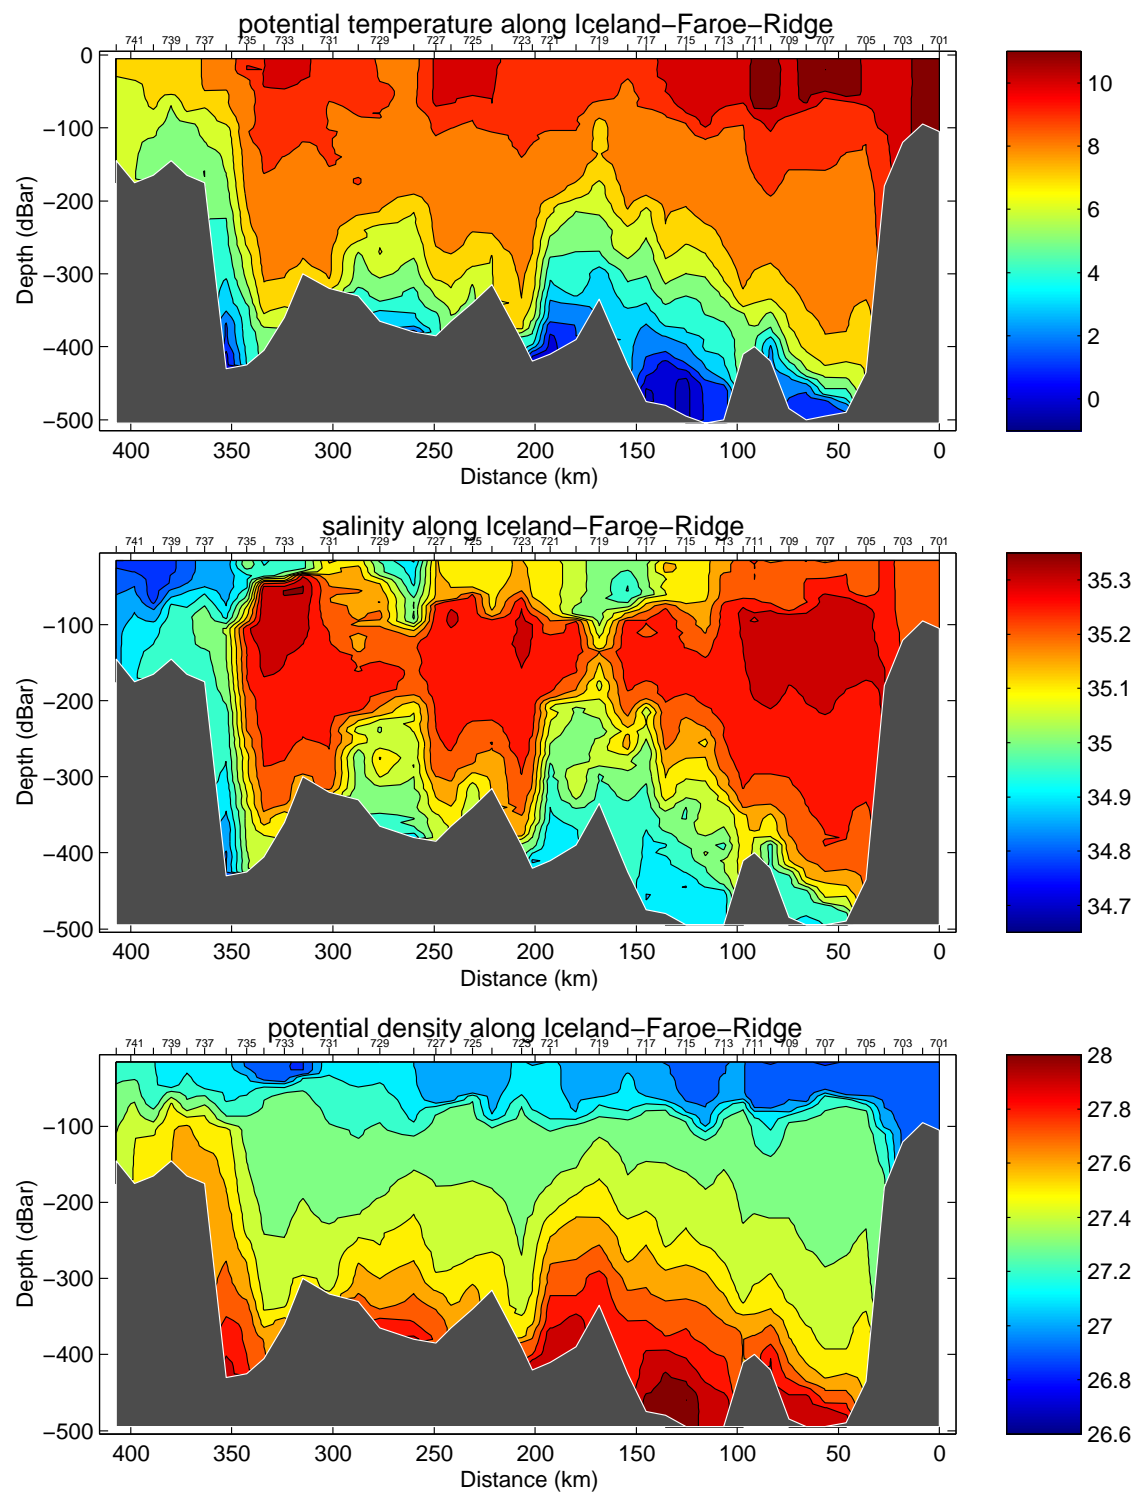 potential temperature along Iceland−Faroe−Ridge
741 739 737 735 733 731 729 727 725 723 721 719 717 715 713 711 709 707 705 703 701
0
−100
−200
−300
−400
−500
Depth (dBar)
400 350 300 250 200 150 100 50 0
Distance (km)
10
8
6
4
2
0
salinity along Iceland−Faroe−Ridge
741 739 737 735 733 731 729 727 725 723 721 719 717 715 713 711 709 707 705 703 701
−100
−200
−300
−400
−500
Depth (dBar)
400 350 300 250 200 150 100 50 0
Distance (km)
35.3
35.2
35.1
35
34.9
34.8
34.7
potential density along Iceland−Faroe−Ridge
741 739 737 735 733 731 729 727 725 723 721 719 717 715 713 711 709 707 705 703 701
−100
−200
−300
−400
−500
Depth (dBar)
400 350 300 250 200 150 100 50 0
Distance (km)
28
27.8
27.6
27.4
27.2
27
26.8
26.6